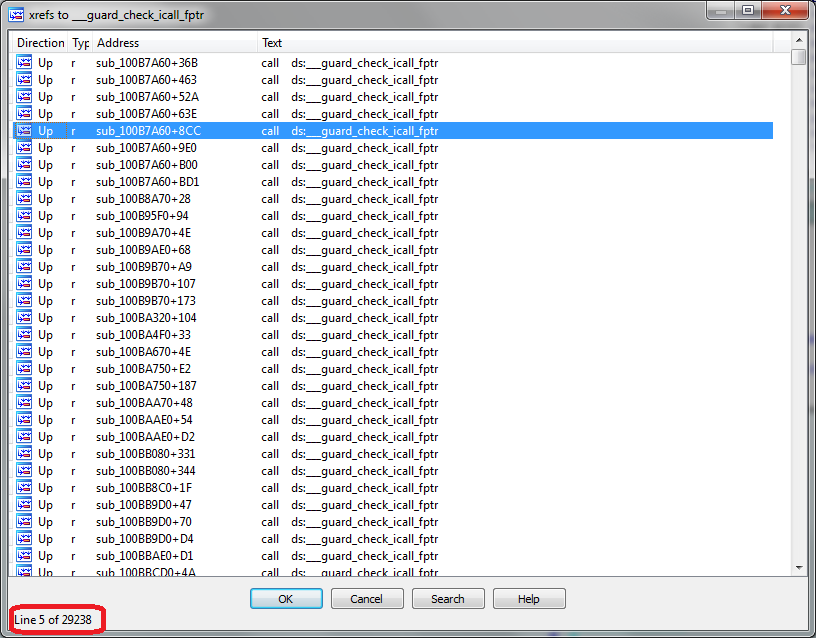 xrefs to ___guard_check_icall_fptr
Direction Typ Address Text
Up r sub_100B7A60+36B call ds:___guard_check_icall_fptr
Up r sub_100B7A60+463 call ds:___guard_check_icall_fptr
Up r sub_100B7A60+52A call ds:___guard_check_icall_fptr
Up r sub_100B7A60+63E call ds:___guard_check_icall_fptr
Up r sub_100B7A60+8CC call ds:___guard_check_icall_fptr
Up r sub_100B7A60+9E0 call ds:___guard_check_icall_fptr
Up r sub_100B7A60+B00 call ds:___guard_check_icall_fptr
Up r sub_100B7A60+BD1 call ds:___guard_check_icall_fptr
Up r sub_100B8A70+28 call ds:___guard_check_icall_fptr
Up r sub_100B95F0+94 call ds:___guard_check_icall_fptr
Up r sub_100B9A70+4E call ds:___guard_check_icall_fptr
Up r sub_100B9AE0+68 call ds:___guard_check_icall_fptr
Up r sub_100B9B70+A9 call ds:___guard_check_icall_fptr
Up r sub_100B9B70+107 call ds:___guard_check_icall_fptr
Up r sub_100B9B70+173 call ds:___guard_check_icall_fptr
Up r sub_100BA320+104 call ds:___guard_check_icall_fptr
Up r sub_100BA4F0+33 call ds:___guard_check_icall_fptr
Up r sub_100BA670+4E call ds:___guard_check_icall_fptr
Up r sub_100BA750+E2 call ds:___guard_check_icall_fptr
Up r sub_100BA750+187 call ds:___guard_check_icall_fptr
Up r sub_100BAA70+48 call ds:___guard_check_icall_fptr
Up r sub_100BAAE0+54 call ds:___guard_check_icall_fptr
Up r sub_100BAAE0+D2 call ds:___guard_check_icall_fptr
Up r sub_100BB080+331 call ds:___guard_check_icall_fptr
Up r sub_100BB080+344 call ds:___guard_check_icall_fptr
Up r sub_100BB8C0+1F call ds:___guard_check_icall_fptr
Up r sub_100BB9D0+47 call ds:___guard_check_icall_fptr
Up r sub_100BB9D0+70 call ds:___guard_check_icall_fptr
Up r sub_100BB9D0+D4 call ds:___guard_check_icall_fptr
Up r sub_100BBAE0+D1 call ds:___guard_check_icall_fptr
Up r sub_100BBCD0+4A call ds:___guard_check_icall_fptr
OK Cancel Search Help
Line 5 of 29238